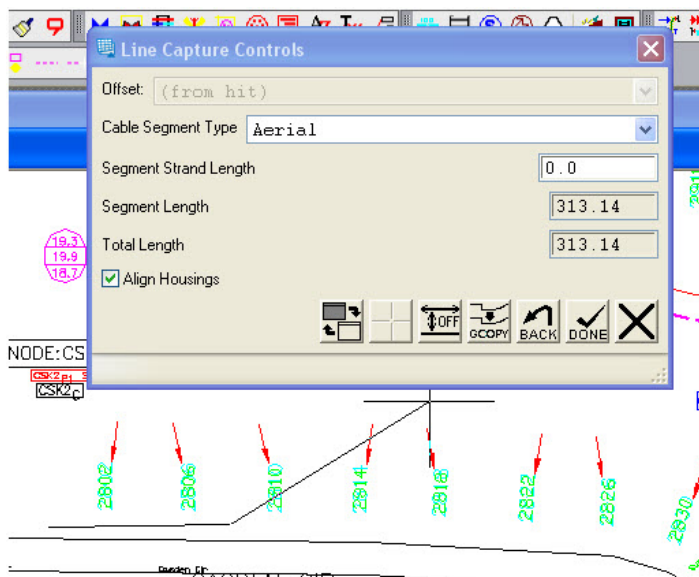 Line Capture Controls
Offset: (from hit)
Cable Segment Type Aerial
Segment Strand Length 0.0
Segment Length 313.14
Total Length 313.14
Align Housings
OFF
GCOPY
BACK
DONE
19.3
19.9
18.7
NODE:CS
CSK2
CSK2
2802
2806
2810
2814
2818
2822
2826
2830